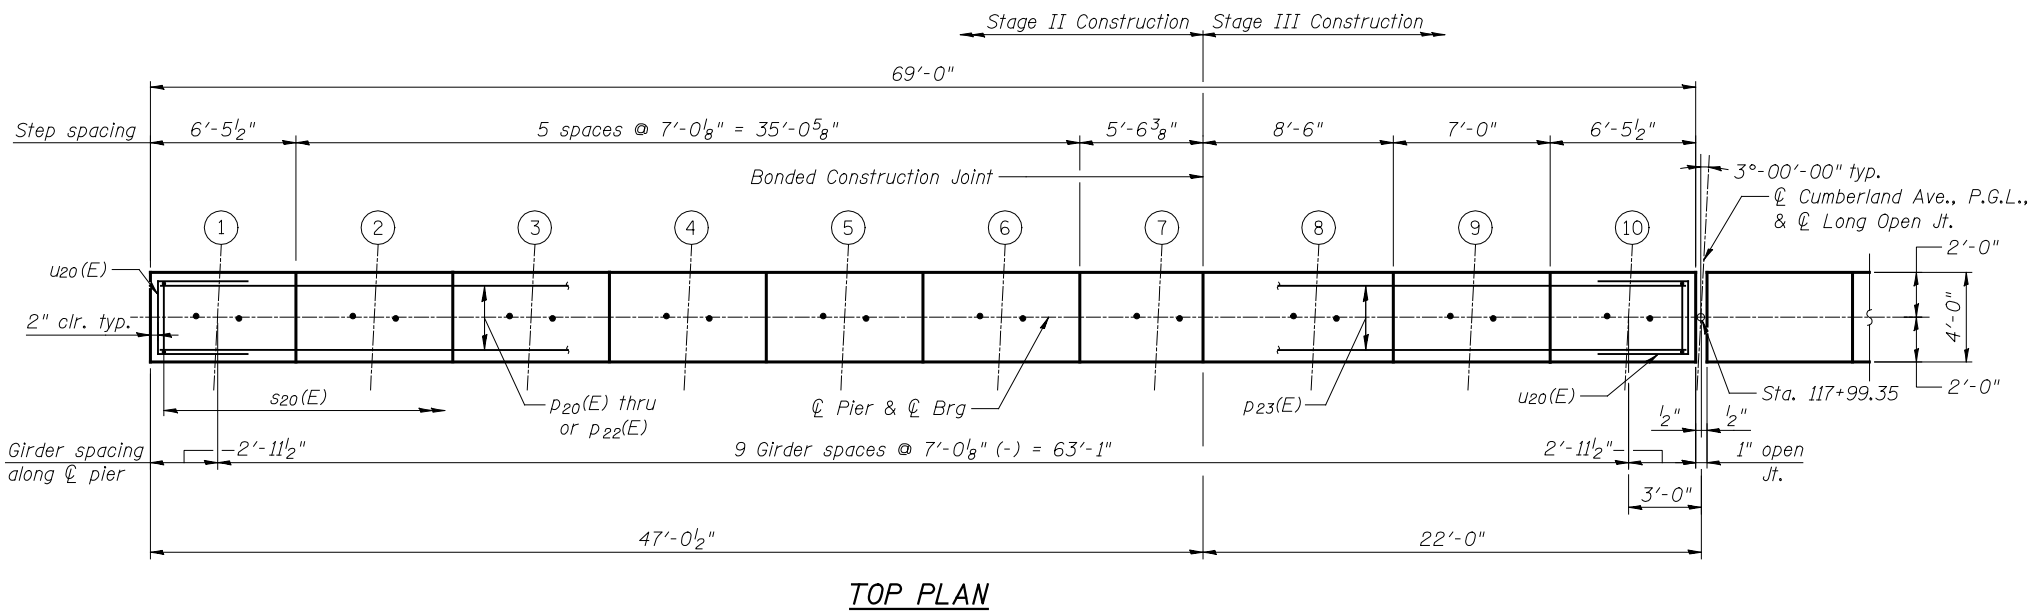 Stage II Construction Stage III Construction
69'-0"
Step spacing 6'-5½" 5 spaces @ 7'-0⅛" = 35'-0⅝" 5'-6⅜" 8'-6" 7'-0" 6'-5½"
Bonded Construction Joint
3°-00'-00" typ.
℄ Cumberland Ave., P.G.L.,
& ℄ Long Open Jt.
1 2 3 4 5 6 7 8 9 10
2'-0"
u20(E)
4'-0"
2" clr. typ.
2'-0"
s20(E)
p20(E) thru
or p22(E)
℄ Pier & ℄ Brg
p23(E)
u20(E)
Sta. 117+99.35
½" ½"
Girder spacing
along ℄ pier
2'-11½" 9 Girder spaces @ 7'-0⅛" (-) = 63'-1" 2'-11½" 1" open
Jt.
3'-0"
47'-0½" 22'-0"
TOP PLAN